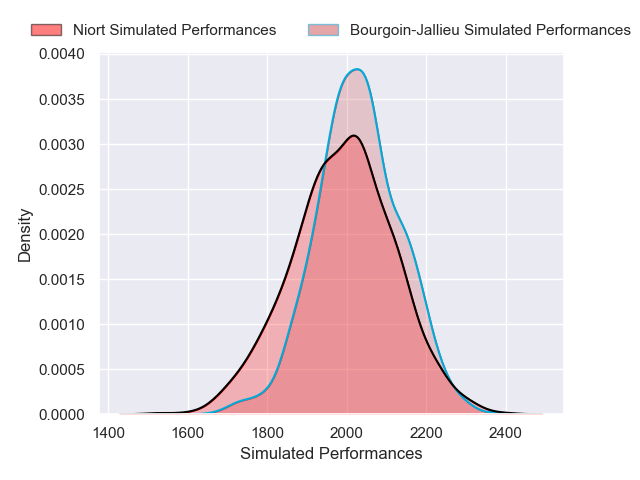 Niort Simulated Performances
Bourgoin-Jallieu Simulated Performances
0.0040
0.0035
0.0030
0.0025
0.0020
0.0015
0.0010
0.0005
0.0000
Density
1400 1600 1800 2000 2200 2400
Simulated Performances